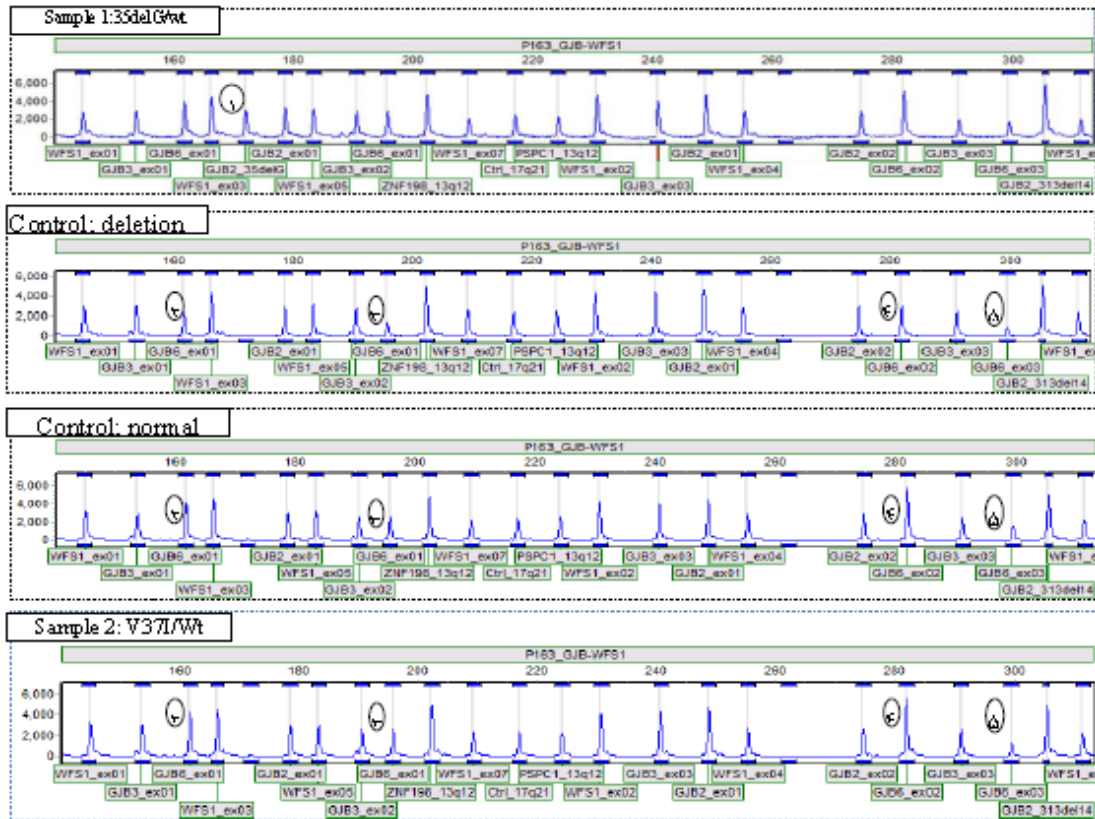 Sample 1:35delG/wt
P163_GJB-WFS1
160 180 200 220 240 260 280 300
6,000
4,000
2,000
0
WFS1_ex01 GJB6_ex01 GJB2_ex01 GJB6_ex01 WFS1_ex07 PSPC1_13q12 GJB2_ex01 GJB2_ex02 GJB3_ex03 WFS1_e
GJB3_ex01 GJB2_35delG GJB3_ex02 Ctrl_17q21 WFS1_ex02 WFS1_ex04 GJB6_ex02 GJB6_ex03
WFS1_ex03 WFS1_ex05 ZNF198_13q12 GJB3_ex03 GJB2_313del14
Control: deletion
P163_GJB-WFS1
160 180 200 220 240 260 280 300
6,000
4,000
2,000
0
WFS1_ex01 GJB6_ex01 GJB2_ex01 GJB6_ex01 WFS1_ex07 PSPC1_13q12 GJB3_ex03 WFS1_ex04 GJB2_ex02 GJB3_ex03 WFS1_ex
GJB3_ex01 WFS1_ex05 ZNF198_13q12 Ctrl_17q21 WFS1_ex02 GJB2_ex01 GJB6_ex02 GJB6_ex03
WFS1_ex03 GJB3_ex02 GJB2_313del14
Control: normal
P163_GJB-WFS1
160 180 200 220 240 260 280 300
6,000
4,000
2,000
0
WFS1_ex01 GJB6_ex01 GJB2_ex01 GJB6_ex01 WFS1_ex07 PSPC1_13q12 GJB3_ex03 WFS1_ex04 GJB2_ex02 GJB3_ex03 WFS1_e
GJB3_ex01 WFS1_ex05 ZNF198_13q12 Ctrl_17q21 WFS1_ex02 GJB2_ex01 GJB6_ex02 GJB6_ex03
WFS1_ex03 GJB3_ex02 GJB2_313del14
Sample 2: V37I/Wt
P163_GJB-WFS1
160 180 200 220 240 260 280 300
6,000
4,000
2,000
0
WFS1_ex01 GJB6_ex01 GJB2_ex01 GJB6_ex01 WFS1_ex07 PSPC1_13q12 GJB3_ex03 WFS1_ex04 GJB2_ex02 GJB3_ex03 WFS1_e
GJB3_ex01 WFS1_ex05 ZNF198_13q12 Ctrl_17q21 WFS1_ex02 GJB2_ex01 GJB6_ex02 GJB6_ex03
WFS1_ex03 GJB3_ex02 GJB2_313del14